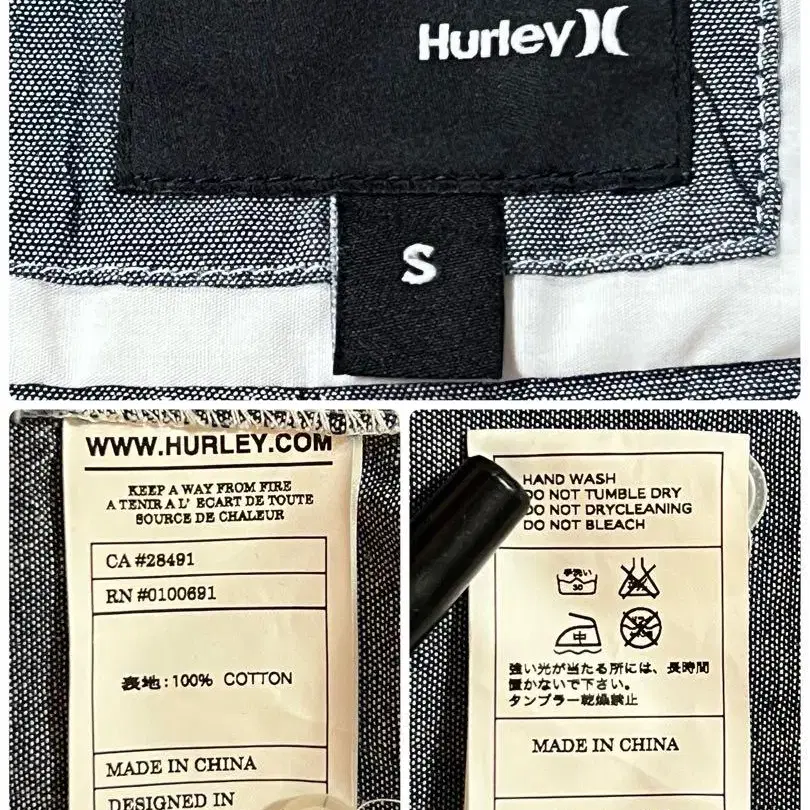 Hurley
S
WWW.HURLEY.COM
KEEP A WAY FROM FIRE
A TENIR A L' ECART DE TOUTE
SOURCE DE CHALEUR
CA #28491
RN #0100691
表地:100% COTTON
MADE IN CHINA
DESIGNED IN
HAND WASH
DO NOT TUMBLE DRY
DO NOT DRYCLEANING
DO NOT BLEACH
手洗い
30
中
強い光が当たる所には、長時間
置かないで下さい。
タンブラー乾燥禁止
MADE IN CHINA